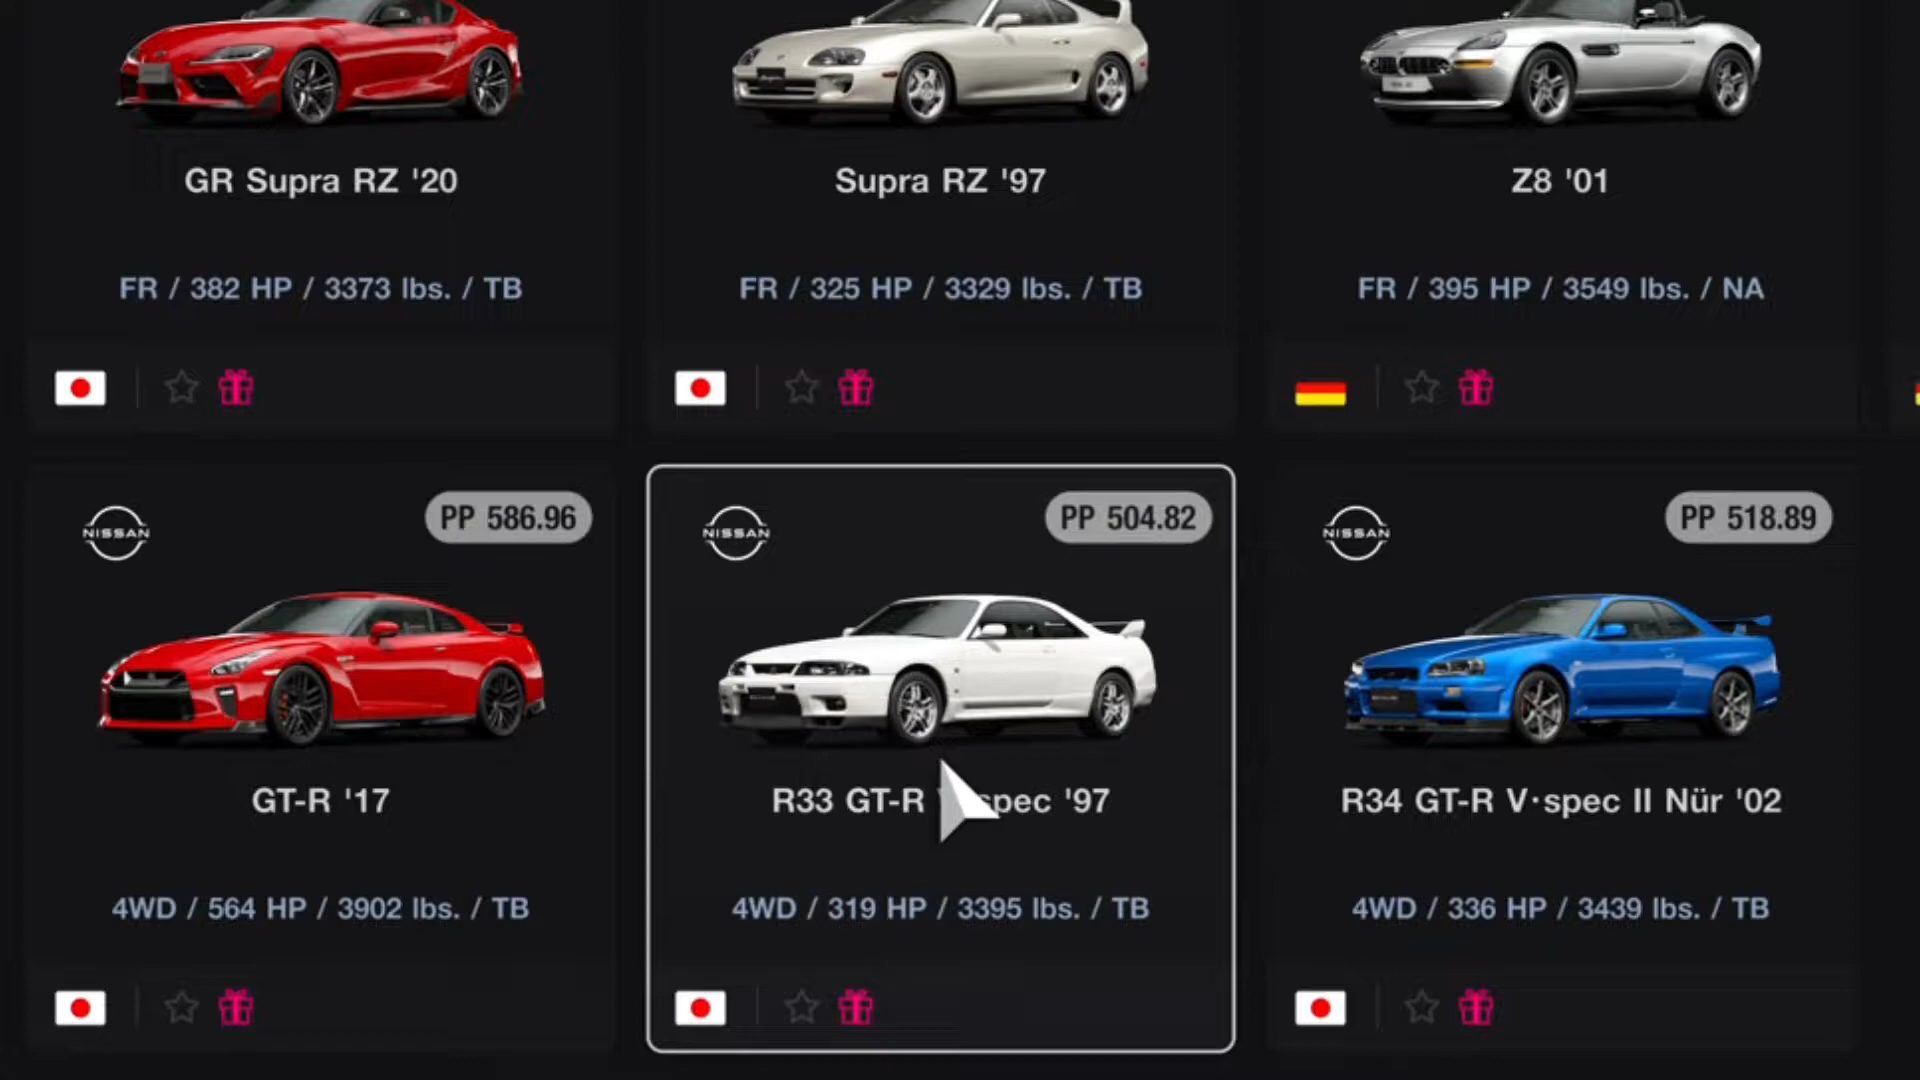 GR Supra RZ '20
Supra RZ '97
Z8 '01
FR / 382 HP / 3373 lbs. / TB
FR / 325 HP / 3329 lbs. / TB
FR / 395 HP / 3549 lbs. / NA
NISSAN
PP 586.96
NISSAN
PP 504.82
NISSAN
PP 518.89
GT-R '17
R33 GT-R spec '97
R34 GT-R V·spec II Nür '02
4WD / 564 HP / 3902 lbs. / TB
4WD / 319 HP / 3395 lbs. / TB
4WD / 336 HP / 3439 lbs. / TB